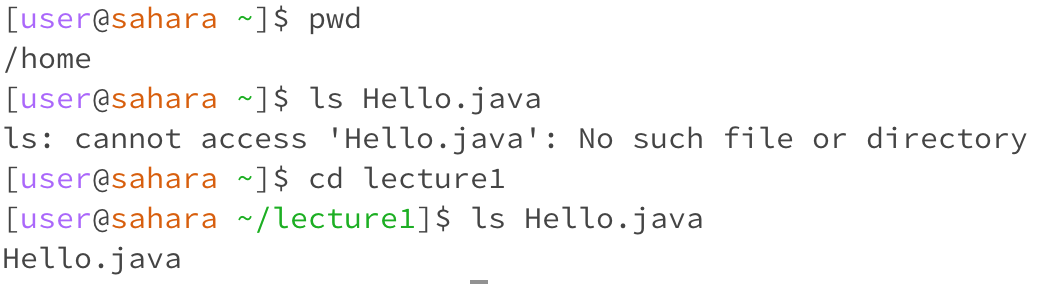 [user@sahara ~]$ pwd
/home
[user@sahara ~]$ ls Hello.java
ls: cannot access 'Hello.java': No such file or directory
[user@sahara ~]$ cd lecture1
[user@sahara ~/lecture1]$ ls Hello.java
Hello.java